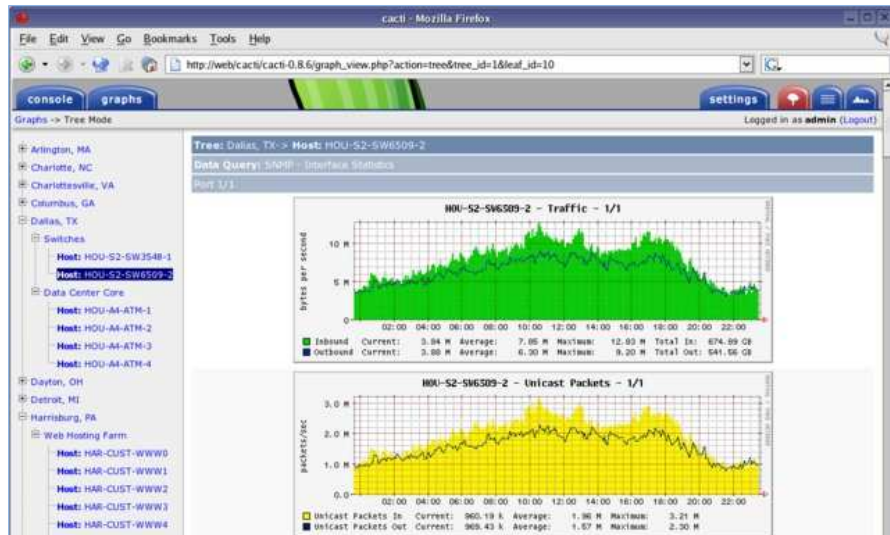 cacti - Mozilla Firefox
File Edit View Go Bookmarks Tools Help
http://web/cacti/cacti-0.8.6/graph_view.php?action=tree&tree_id=1&leaf_id=10
console graphs settings
Graphs -> Tree Mode Logged in as admin (Logout)
Arlington, MA
Charlotte, NC
Charlottesville, VA
Columbus, GA
Dallas, TX
Switches
Host: HOU-S2-SW3548-1
Host: HOU-S2-SW6509-2
Data Center Core
Host: HOU-A4-ATM-1
Host: HOU-A4-ATM-2
Host: HOU-A4-ATM-3
Host: HOU-A4-ATM-4
Dayton, OH
Detroit, MI
Harrisburg, PA
Web Hosting Farm
Host: HAR-CUST-WWW0
Host: HAR-CUST-WWW1
Host: HAR-CUST-WWW2
Host: HAR-CUST-WWW3
Host: HAR-CUST-WWW4
Tree: Dallas, TX-> Host: HOU-S2-SW6509-2
Data Query: SNMP - Interface Statistics
Port 1/1
HOU-S2-SW6509-2 - Traffic - 1/1
bytes per second
10 M
5 M
0
02:00 04:00 06:00 08:00 10:00 12:00 14:00 16:00 18:00 20:00 22:00
Inbound Current: 3.84 M Average: 7.85 M Maximum: 12.83 M Total In: 674.89 GB
Outbound Current: 3.88 M Average: 6.30 M Maximum: 9.20 M Total Out: 541.56 GB
HOU-S2-SW6509-2 - Unicast Packets - 1/1
packets/sec
3.0 M
2.0 M
1.0 M
0.0
02:00 04:00 06:00 08:00 10:00 12:00 14:00 16:00 18:00 20:00 22:00
Unicast Packets In Current: 960.19 k Average: 1.96 M Maximum: 3.21 M
Unicast Packets Out Current: 969.43 k Average: 1.57 M Maximum: 2.30 M